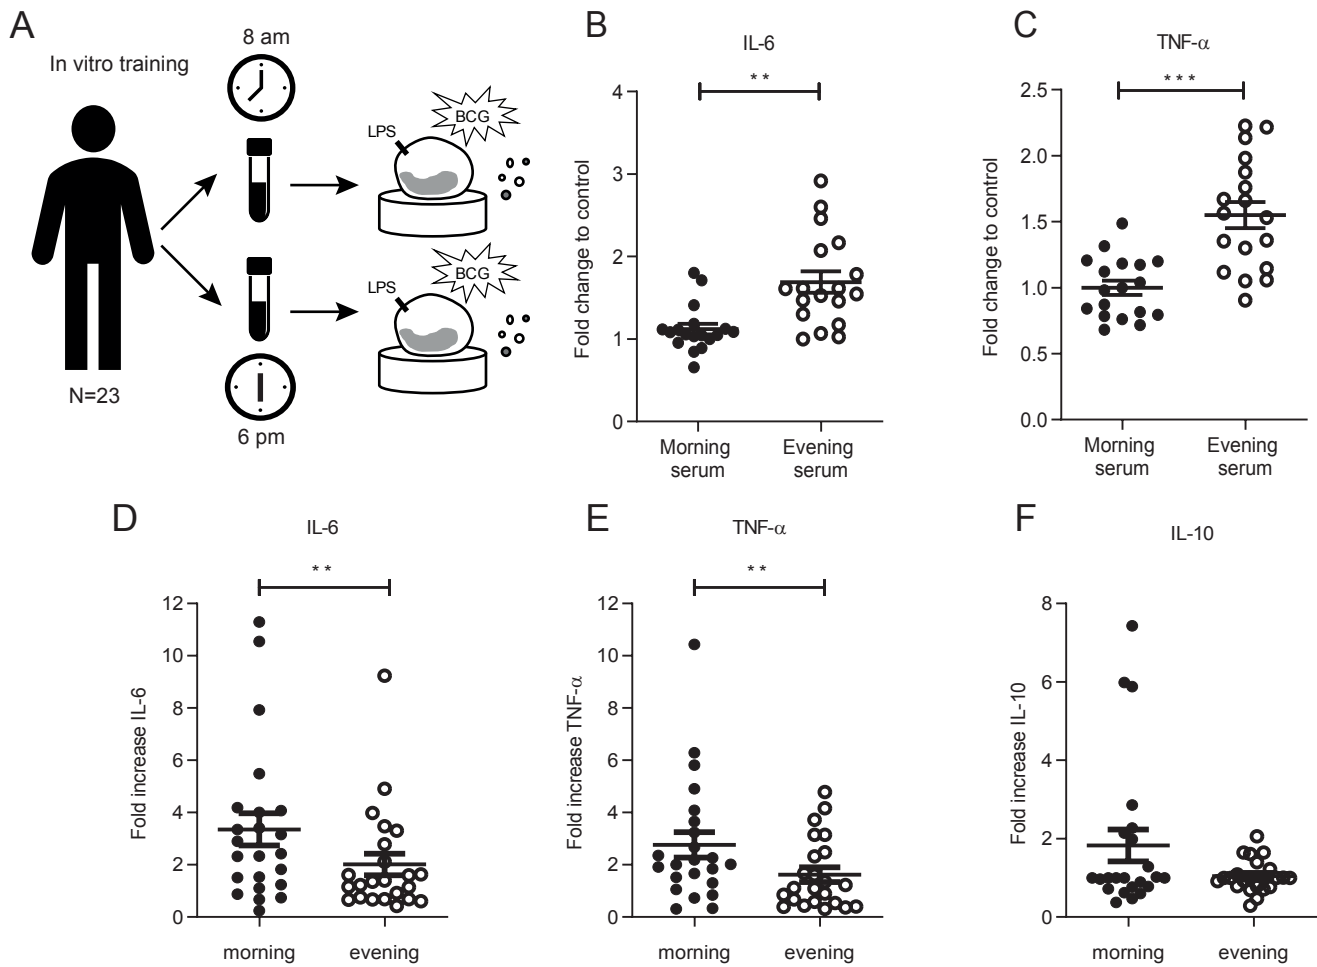 A
In vitro training
8 am
LPS
BCG
LPS
BCG
N=23
6 pm
B
IL-6
**
Fold change to control
4
3
2
1
0
Morning serum
Evening serum
C
TNF-α
***
Fold change to control
2.5
2.0
1.5
1.0
0.5
0.0
Morning serum
Evening serum
D
IL-6
**
Fold increase IL-6
12
10
8
6
4
2
0
morning
evening
E
TNF-α
**
Fold increase TNF-α
12
10
8
6
4
2
0
morning
evening
F
IL-10
Fold increase IL-10
8
6
4
2
0
morning
evening